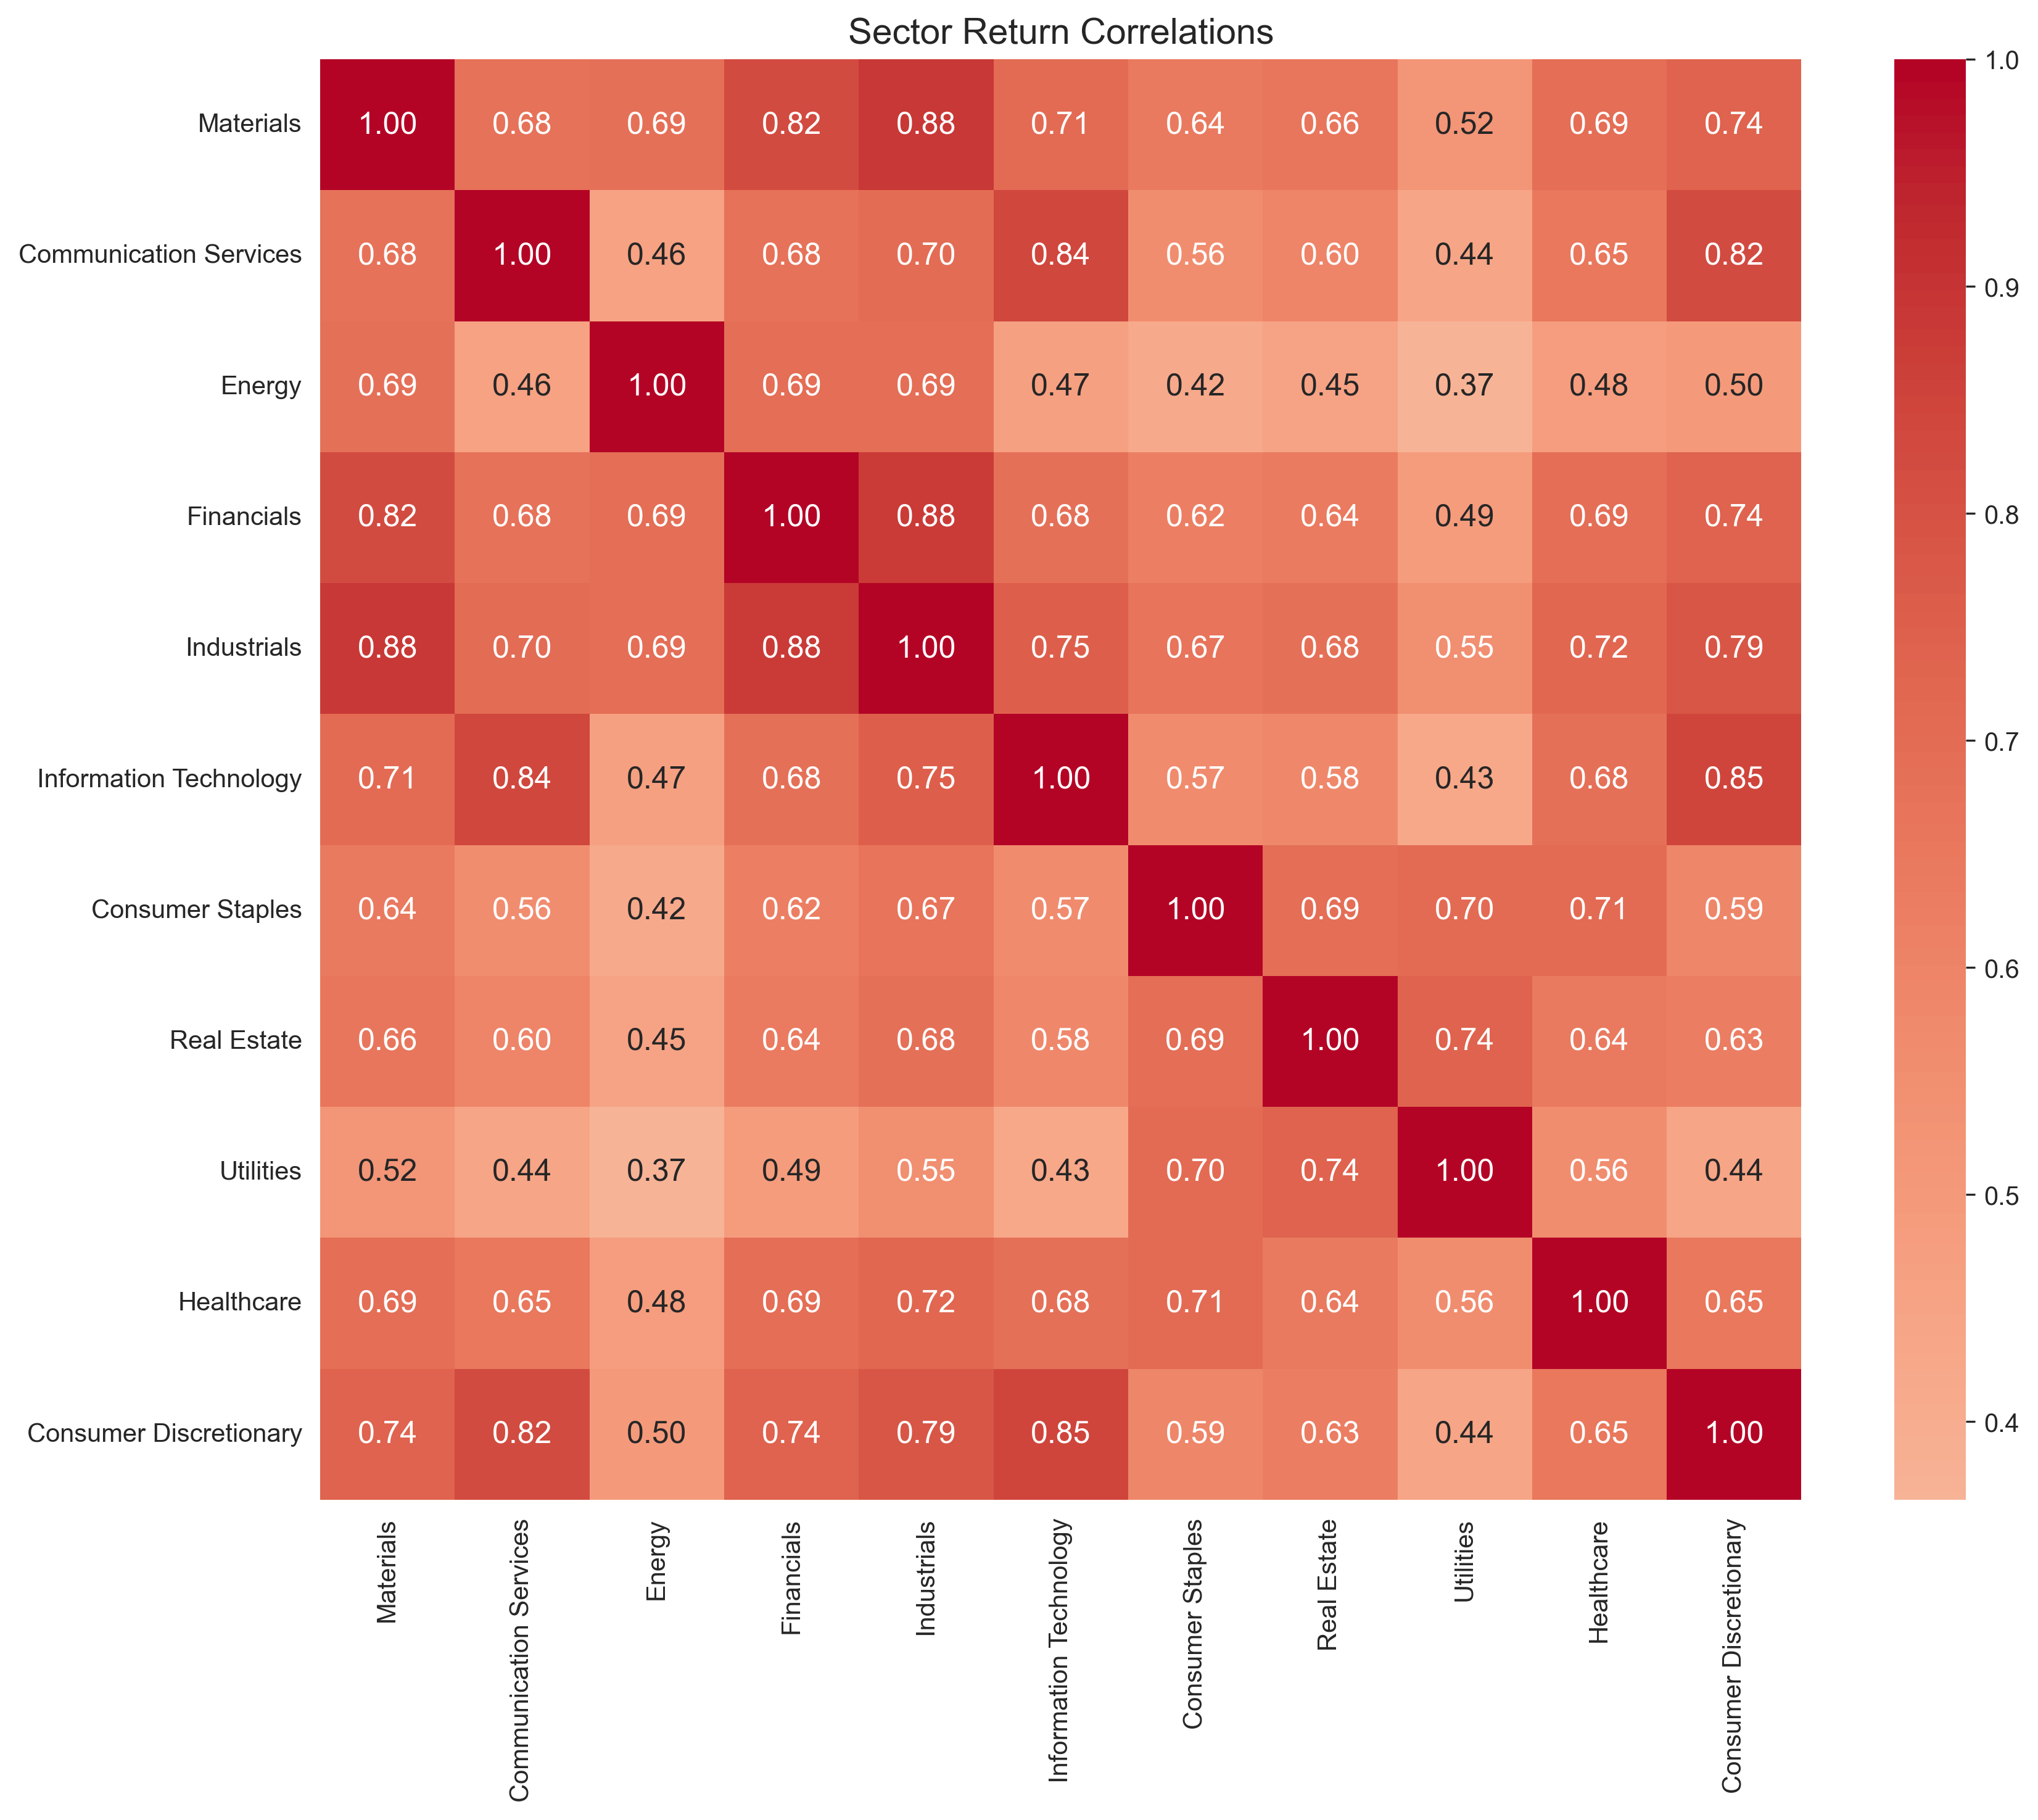 Sector Return Correlations
Materials 1.00 0.68 0.69 0.82 0.88 0.71 0.64 0.66 0.52 0.69 0.74
Communication Services 0.68 1.00 0.46 0.68 0.70 0.84 0.56 0.60 0.44 0.65 0.82
Energy 0.69 0.46 1.00 0.69 0.69 0.47 0.42 0.45 0.37 0.48 0.50
Financials 0.82 0.68 0.69 1.00 0.88 0.68 0.62 0.64 0.49 0.69 0.74
Industrials 0.88 0.70 0.69 0.88 1.00 0.75 0.67 0.68 0.55 0.72 0.79
Information Technology 0.71 0.84 0.47 0.68 0.75 1.00 0.57 0.58 0.43 0.68 0.85
Consumer Staples 0.64 0.56 0.42 0.62 0.67 0.57 1.00 0.69 0.70 0.71 0.59
Real Estate 0.66 0.60 0.45 0.64 0.68 0.58 0.69 1.00 0.74 0.64 0.63
Utilities 0.52 0.44 0.37 0.49 0.55 0.43 0.70 0.74 1.00 0.56 0.44
Healthcare 0.69 0.65 0.48 0.69 0.72 0.68 0.71 0.64 0.56 1.00 0.65
Consumer Discretionary 0.74 0.82 0.50 0.74 0.79 0.85 0.59 0.63 0.44 0.65 1.00
Materials
Communication Services
Energy
Financials
Industrials
Information Technology
Consumer Staples
Real Estate
Utilities
Healthcare
Consumer Discretionary
1.0
0.9
0.8
0.7
0.6
0.5
0.4